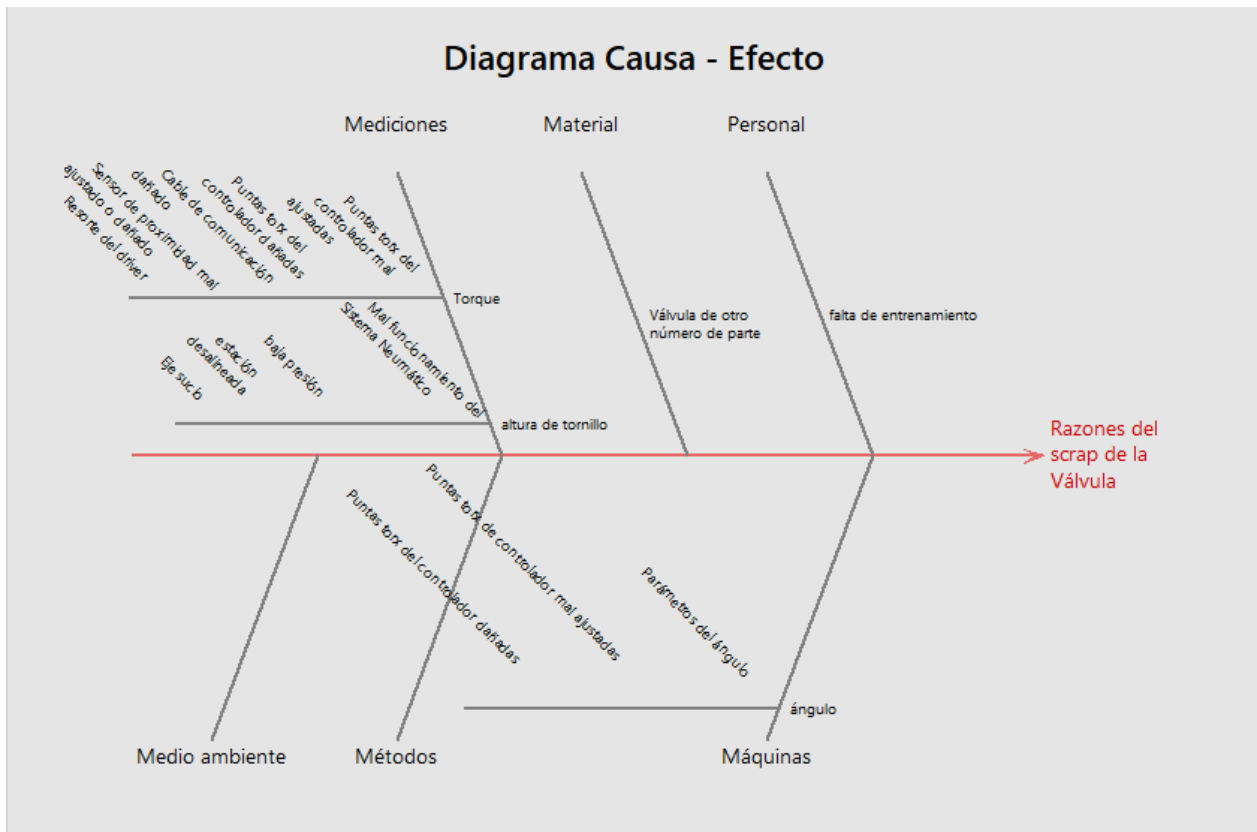 Diagrama Causa - Efecto
Mediciones
Material
Personal
Resorte del driver
Sensor de proximidad mal
ajustado o dañado
Cable de comunicación
dañado
Puntas torx del
controlador dañadas
Puntas torx del
controlador mal
ajustadas
Torque
Válvula de otro
número de parte
falta de entrenamiento
Eje sucio
estación
desalineada
baja presión
Mal funcionamiento del
Sistema Neumático
altura de tornillo
Razones del
scrap de la
Válvula
Puntas torx del controlador dañadas
Puntas torx de controlador mal ajustadas
Parámetros del ángulo
ángulo
Medio ambiente
Métodos
Máquinas